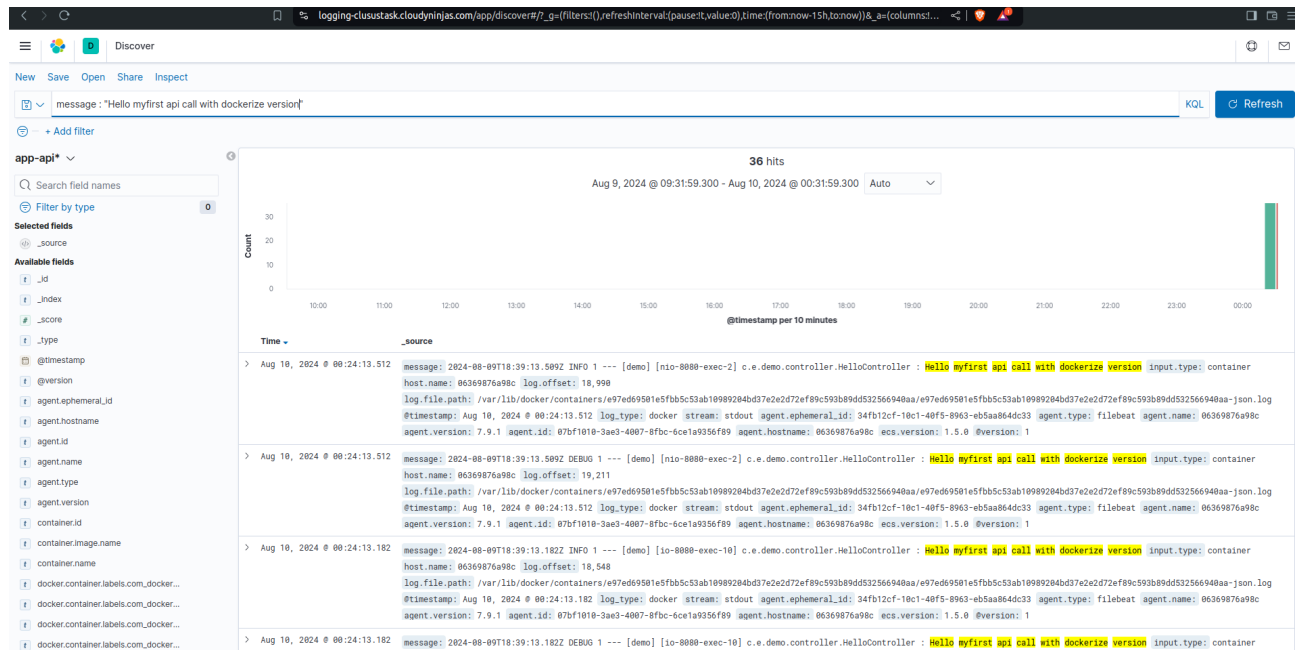 logging-clusustask.cloudyninjas.com/app/discover#/?_g=(filters:!(),refreshInterval:(pause:!t,value:0),time:(from:now-15h,to:now))&_a=(columns:!...
D Discover
New Save Open Share Inspect
message : "Hello myfirst api call with dockerize version" KQL Refresh
+ Add filter
app-api*
36 hits
Search field names
Aug 9, 2024 @ 09:31:59.300 - Aug 10, 2024 @ 00:31:59.300 Auto
Filter by type 0
Selected fields
_source
Available fields
_id
_index
_score
_type
@timestamp
@version
agent.ephemeral_id
agent.hostname
agent.id
agent.name
agent.type
agent.version
container.id
container.image.name
container.name
docker.container.labels.com_docker...
docker.container.labels.com_docker...
docker.container.labels.com_docker...
docker.container.labels.com_docker...
Count
30
20
10
0
10:00 11:00 12:00 13:00 14:00 15:00 16:00 17:00 18:00 19:00 20:00 21:00 22:00 23:00 00:00
@timestamp per 10 minutes
Time _source
Aug 10, 2024 @ 00:24:13.512 message: 2024-08-09T18:39:13.509Z INFO 1 --- [demo] [nio-8080-exec-2] c.e.demo.controller.HelloController : Hello myfirst api call with dockerize version input.type: container
host.name: 06369876a98c log.offset: 18,990
log.file.path: /var/lib/docker/containers/e97ed69501e5fbb5c53ab10989204bd37e2e2d72ef89c593b89dd532566940aa/e97ed69501e5fbb5c53ab10989204bd37e2e2d72ef89c593b89dd532566940aa-json.log
@timestamp: Aug 10, 2024 @ 00:24:13.512 log_type: docker stream: stdout agent.ephemeral_id: 34fb12cf-10c1-40f5-8963-eb5aa864dc33 agent.type: filebeat agent.name: 06369876a98c
agent.version: 7.9.1 agent.id: 07bf1010-3ae3-4007-8fbc-6ce1a9356f89 agent.hostname: 06369876a98c ecs.version: 1.5.0 @version: 1
Aug 10, 2024 @ 00:24:13.512 message: 2024-08-09T18:39:13.509Z DEBUG 1 --- [demo] [nio-8080-exec-2] c.e.demo.controller.HelloController : Hello myfirst api call with dockerize version input.type: container
host.name: 06369876a98c log.offset: 19,211
log.file.path: /var/lib/docker/containers/e97ed69501e5fbb5c53ab10989204bd37e2e2d72ef89c593b89dd532566940aa/e97ed69501e5fbb5c53ab10989204bd37e2e2d72ef89c593b89dd532566940aa-json.log
@timestamp: Aug 10, 2024 @ 00:24:13.512 log_type: docker stream: stdout agent.ephemeral_id: 34fb12cf-10c1-40f5-8963-eb5aa864dc33 agent.type: filebeat agent.name: 06369876a98c
agent.version: 7.9.1 agent.id: 07bf1010-3ae3-4007-8fbc-6ce1a9356f89 agent.hostname: 06369876a98c ecs.version: 1.5.0 @version: 1
Aug 10, 2024 @ 00:24:13.182 message: 2024-08-09T18:39:13.182Z INFO 1 --- [demo] [io-8080-exec-10] c.e.demo.controller.HelloController : Hello myfirst api call with dockerize version input.type: container
host.name: 06369876a98c log.offset: 18,548
log.file.path: /var/lib/docker/containers/e97ed69501e5fbb5c53ab10989204bd37e2e2d72ef89c593b89dd532566940aa/e97ed69501e5fbb5c53ab10989204bd37e2e2d72ef89c593b89dd532566940aa-json.log
@timestamp: Aug 10, 2024 @ 00:24:13.182 log_type: docker stream: stdout agent.ephemeral_id: 34fb12cf-10c1-40f5-8963-eb5aa864dc33 agent.type: filebeat agent.name: 06369876a98c
agent.version: 7.9.1 agent.id: 07bf1010-3ae3-4007-8fbc-6ce1a9356f89 agent.hostname: 06369876a98c ecs.version: 1.5.0 @version: 1
Aug 10, 2024 @ 00:24:13.182 message: 2024-08-09T18:39:13.182Z DEBUG 1 --- [demo] [io-8080-exec-10] c.e.demo.controller.HelloController : Hello myfirst api call with dockerize version input.type: container